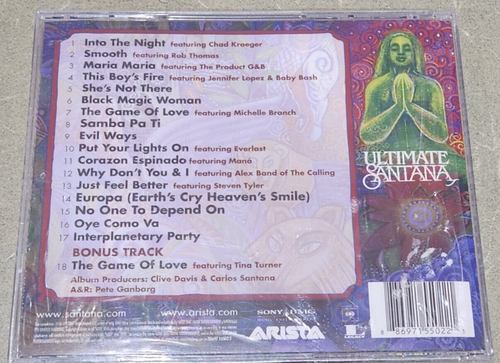 1 Into The Night featuring Chad Kroeger
2 Smooth featuring Rob Thomas
3 Maria Maria featuring The Product G&B
4 This Boy's Fire featuring Jennifer Lopez & Baby Bash
5 She's Not There
6 Black Magic Woman
7 The Game Of Love featuring Michelle Branch
8 Samba Pa Ti
9 Evil Ways
10 Put Your Lights On featuring Everlast
11 Corazon Espinado featuring Maná
12 Why Don't You & I featuring Alex Band of The Calling
13 Just Feel Better featuring Steven Tyler
14 Europa (Earth's Cry Heaven's Smile)
15 No One To Depend On
16 Oye Como Va
17 Interplanetary Party
BONUS TRACK
18 The Game Of Love featuring Tina Turner
Album Producers: Clive Davis & Carlos Santana
A&R: Pete Ganbarg
ULTIMATE
SANTANA
www.santana.com
www.arista.com
SONY BMG
ARISTA
LEGACY
8 86971 55022